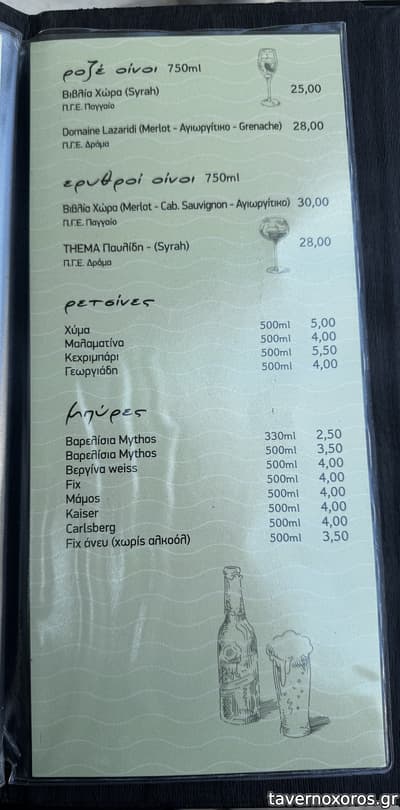 ροζέ οίνοι 750ml
Βιβλία Χώρα (Syrah) 25,00
Π.Γ.Ε. Παγγαίο
Domaine Lazaridi (Merlot - Αγιωργίτικο - Grenache) 28,00
Π.Γ.Ε. Δράμα
ερυθροί οίνοι 750ml
Βιβλία Χώρα (Merlot - Cab. Sauvignon - Αγιωργίτικο) 30,00
Π.Γ.Ε. Παγγαίο
ΤΗΕΜΑ Παυλίδη - (Syrah) 28,00
Π.Γ.Ε. Δράμα
ρετσίνες
Χύμα 500ml 5,00
Μαλαματίνα 500ml 4,00
Κεχριμπάρι 500ml 5,50
Γεωργιάδη 500ml 4,00
μπύρες
Βαρελίσια Mythos 330ml 2,50
Βαρελίσια Mythos 500ml 3,50
Βεργίνα weiss 500ml 4,00
Fix 500ml 4,00
Μάμος 500ml 4,00
Kaiser 500ml 4,00
Carlsberg 500ml 4,00
Fix άνευ (χωρίς αλκοόλ) 500ml 3,50
tavernoxoros.gr